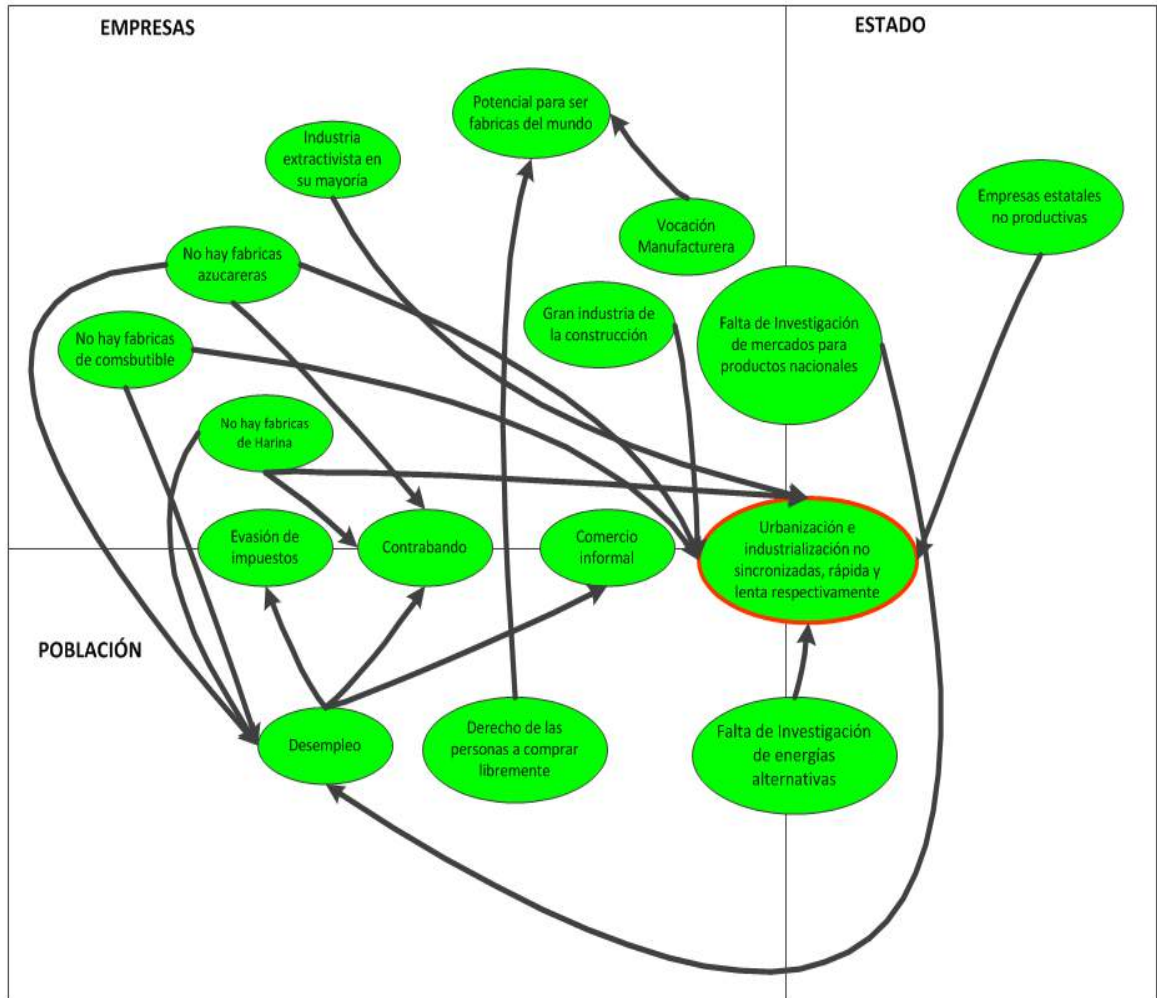 EMPRESAS
ESTADO
Potencial para ser
fabricas del mundo
Industria
extractivista en
su mayoría
Empresas estatales
no productivas
Vocación
Manufacturera
No hay fabricas
azucareras
Gran industria de
la construcción
Falta de Investigación
de mercados para
productos nacionales
No hay fabricas
de comsbutible
No hay fabricas
de Harina
Evasión de
impuestos
Contrabando
Comercio
informal
Urbanización e
industrialización no
sincronizadas, rápida y
lenta respectivamente
POBLACIÓN
Desempleo
Derecho de las
personas a comprar
libremente
Falta de Investigación
de energías
alternativas